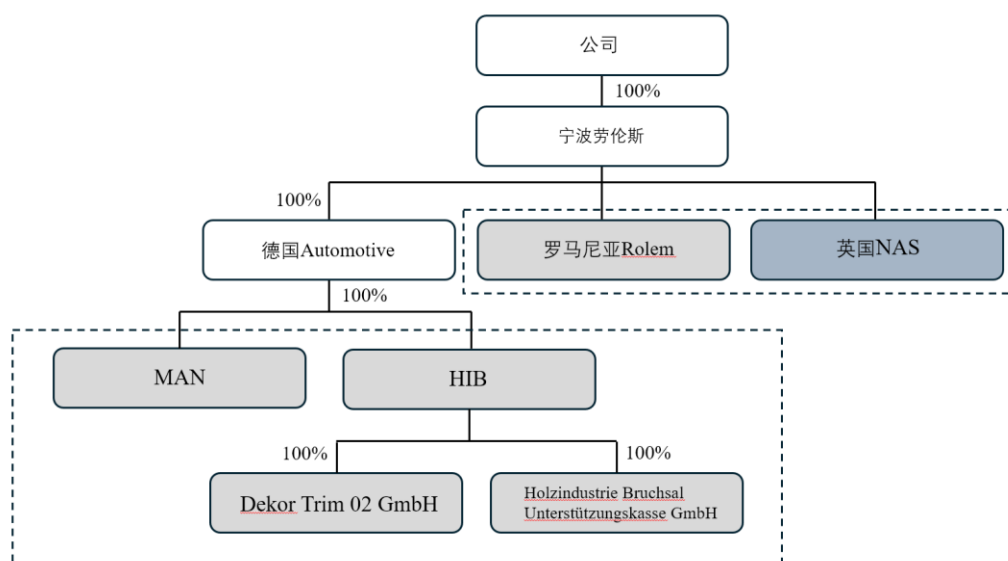 公司
100%
宁波劳伦斯
100%
德国Automotive
罗马尼亚Rolem
英国NAS
100%
MAN
HIB
100%
100%
Dekor Trim 02 GmbH
Holzindustrie Bruchsal
Unterstützungskasse GmbH